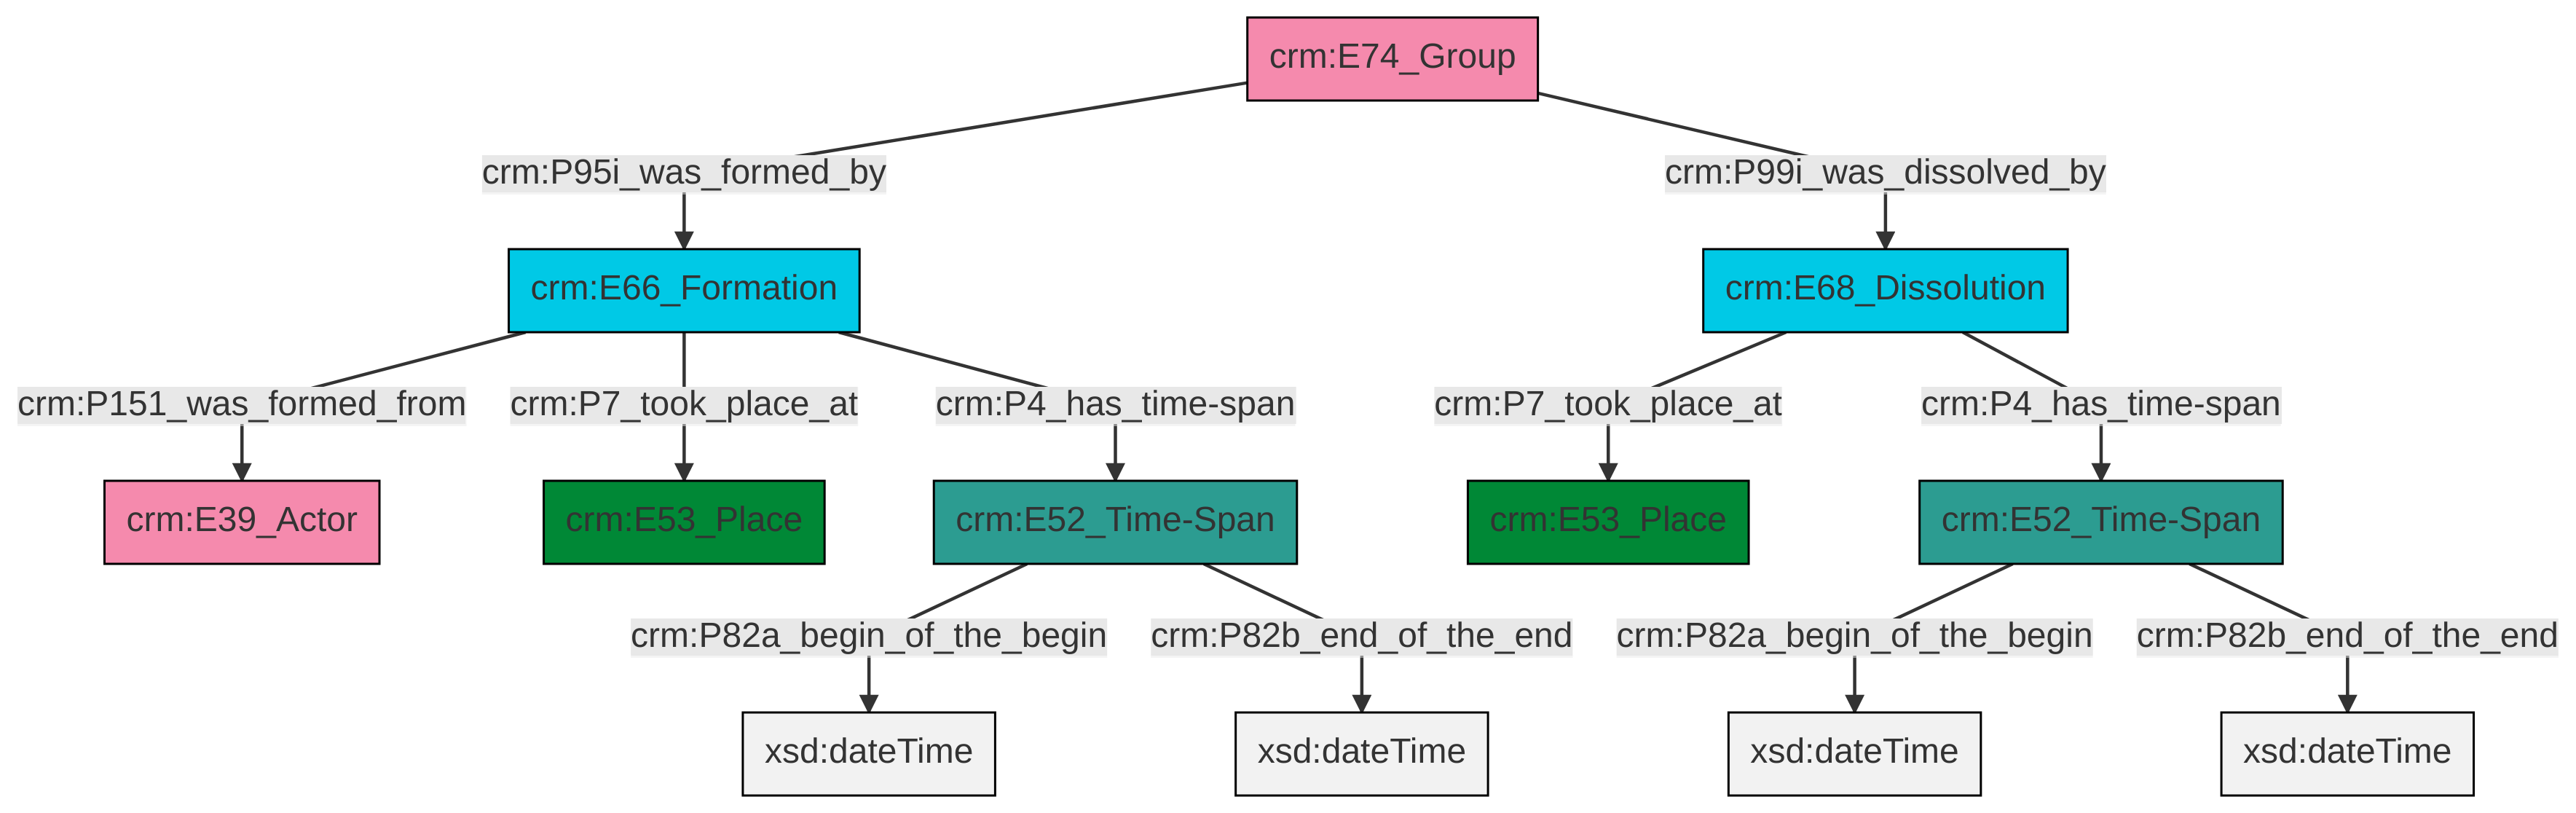 crm:E74_Group
crm:P95i_was_formed_by
crm:P99i_was_dissolved_by
crm:E66_Formation
crm:E68_Dissolution
crm:P151_was_formed_from
crm:P7_took_place_at
crm:P4_has_time-span
crm:P7_took_place_at
crm:P4_has_time-span
crm:E39_Actor
crm:E53_Place
crm:E52_Time-Span
crm:E53_Place
crm:E52_Time-Span
crm:P82a_begin_of_the_begin
crm:P82b_end_of_the_end
crm:P82a_begin_of_the_begin
crm:P82b_end_of_the_end
xsd:dateTime
xsd:dateTime
xsd:dateTime
xsd:dateTime